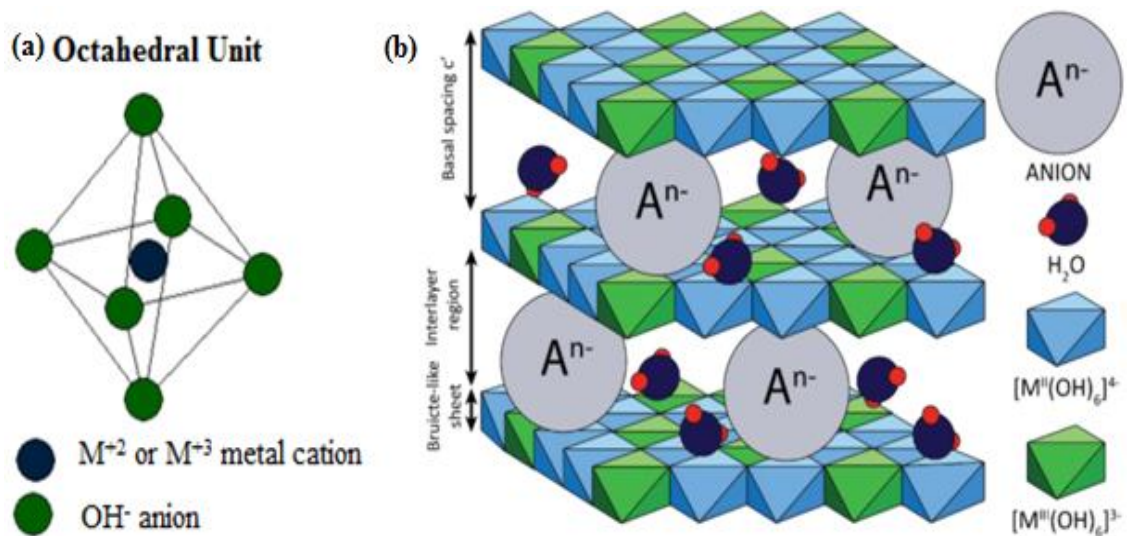 (a) Octahedral Unit
M⁺² or M⁺³ metal cation
OH⁻ anion
(b)
Basal spacing c'
Interlayer
region
Bruicte-like
sheet
Aⁿ⁻
Aⁿ⁻
Aⁿ⁻
Aⁿ⁻
Aⁿ⁻
ANION
H₂O
[Mᴵᴵ(OH)₆]⁴⁻
[Mᴵᴵᴵ(OH)₆]³⁻